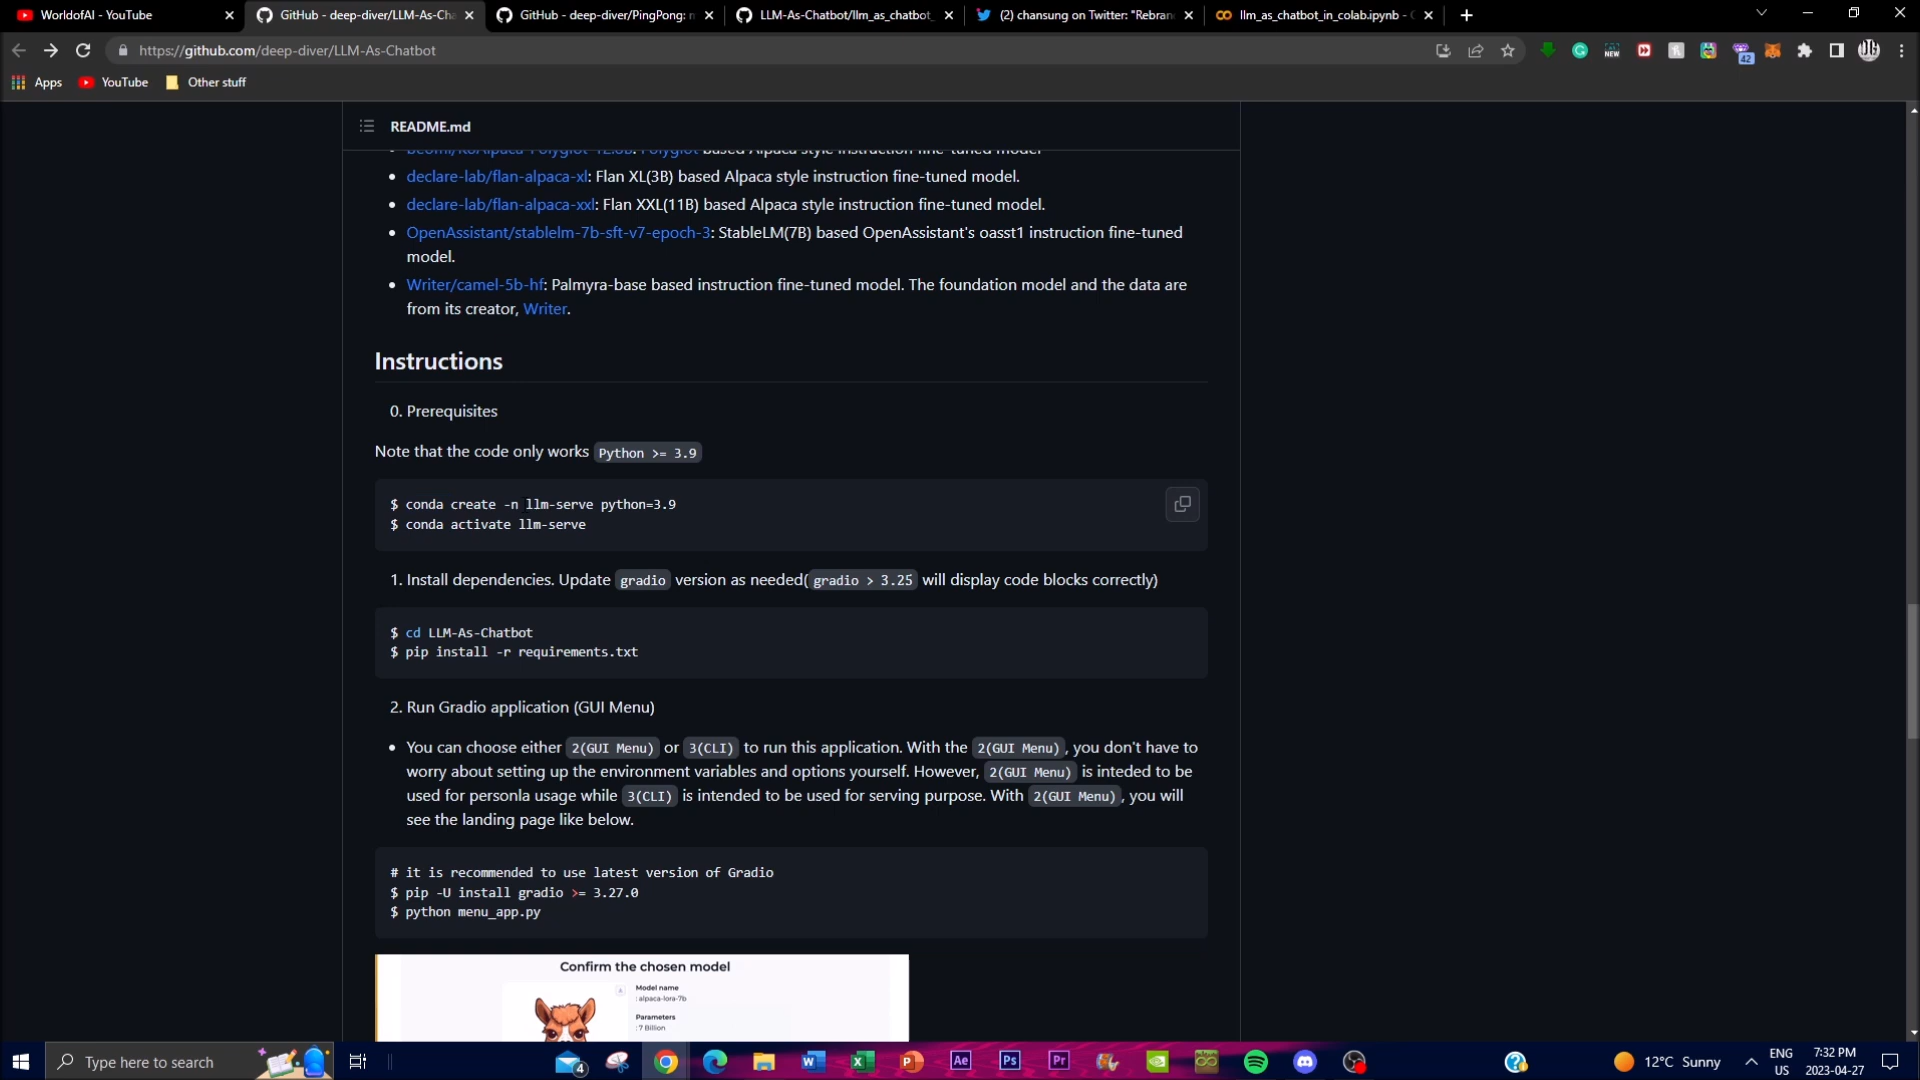 WorldofAI - YouTube
GitHub - deep-diver/LLM-As-Cha
GitHub - deep-diver/PingPong: m
LLM-As-Chatbot/llm_as_chatbot_
(2) chansung on Twitter: "Rebran
llm_as_chatbot_in_colab.ipynb - C
https://github.com/deep-diver/LLM-As-Chatbot
NEW
42
Apps
YouTube
Other stuff
README.md
declare-lab/flan-alpaca-xl: Flan XL(3B) based Alpaca style instruction fine-tuned model.
declare-lab/flan-alpaca-xxl: Flan XXL(11B) based Alpaca style instruction fine-tuned model.
OpenAssistant/stablelm-7b-sft-v7-epoch-3: StableLM(7B) based OpenAssistant's oasst1 instruction fine-tuned
model.
Writer/camel-5b-hf: Palmyra-base based instruction fine-tuned model. The foundation model and the data are
from its creator, Writer.
Instructions
0. Prerequisites
Note that the code only works Python >= 3.9
$ conda create -n llm-serve python=3.9
$ conda activate llm-serve
1. Install dependencies. Update gradio version as needed( gradio > 3.25 will display code blocks correctly)
$ cd LLM-As-Chatbot
$ pip install -r requirements.txt
2. Run Gradio application (GUI Menu)
You can choose either 2(GUI Menu) or 3(CLI) to run this application. With the 2(GUI Menu), you don't have to
worry about setting up the environment variables and options yourself. However, 2(GUI Menu) is inteded to be
used for personla usage while 3(CLI) is intended to be used for serving purpose. With 2(GUI Menu), you will
see the landing page like below.
# it is recommended to use latest version of Gradio
$ pip -U install gradio >= 3.27.0
$ python menu_app.py
Confirm the chosen model
Model name
: alpaca-lora-7b
Parameters
: 7 Billion
Type here to search
4
W
X
P
Ae
Ps
Pr
12°C Sunny
ENG
US
7:32 PM
2023-04-27